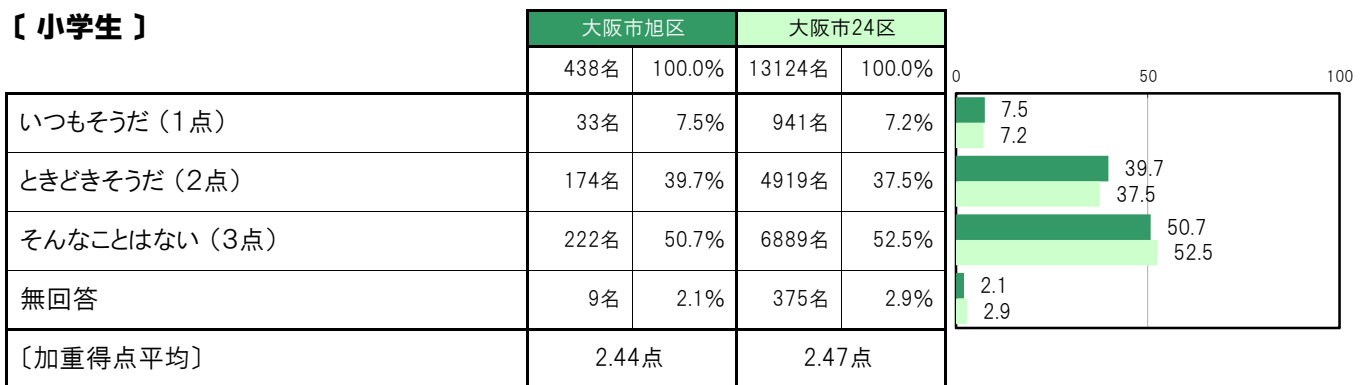 〔 小学生 〕
大阪市旭区 大阪市24区
438名 100.0% 13124名 100.0%
0 50 100
いつもそうだ（1点） 33名 7.5% 941名 7.2%
7.5
7.2
ときどきそうだ（2点） 174名 39.7% 4919名 37.5%
39.7
37.5
そんなことはない（3点） 222名 50.7% 6889名 52.5%
50.7
52.5
無回答 9名 2.1% 375名 2.9%
2.1
2.9
〔加重得点平均〕 2.44点 2.47点